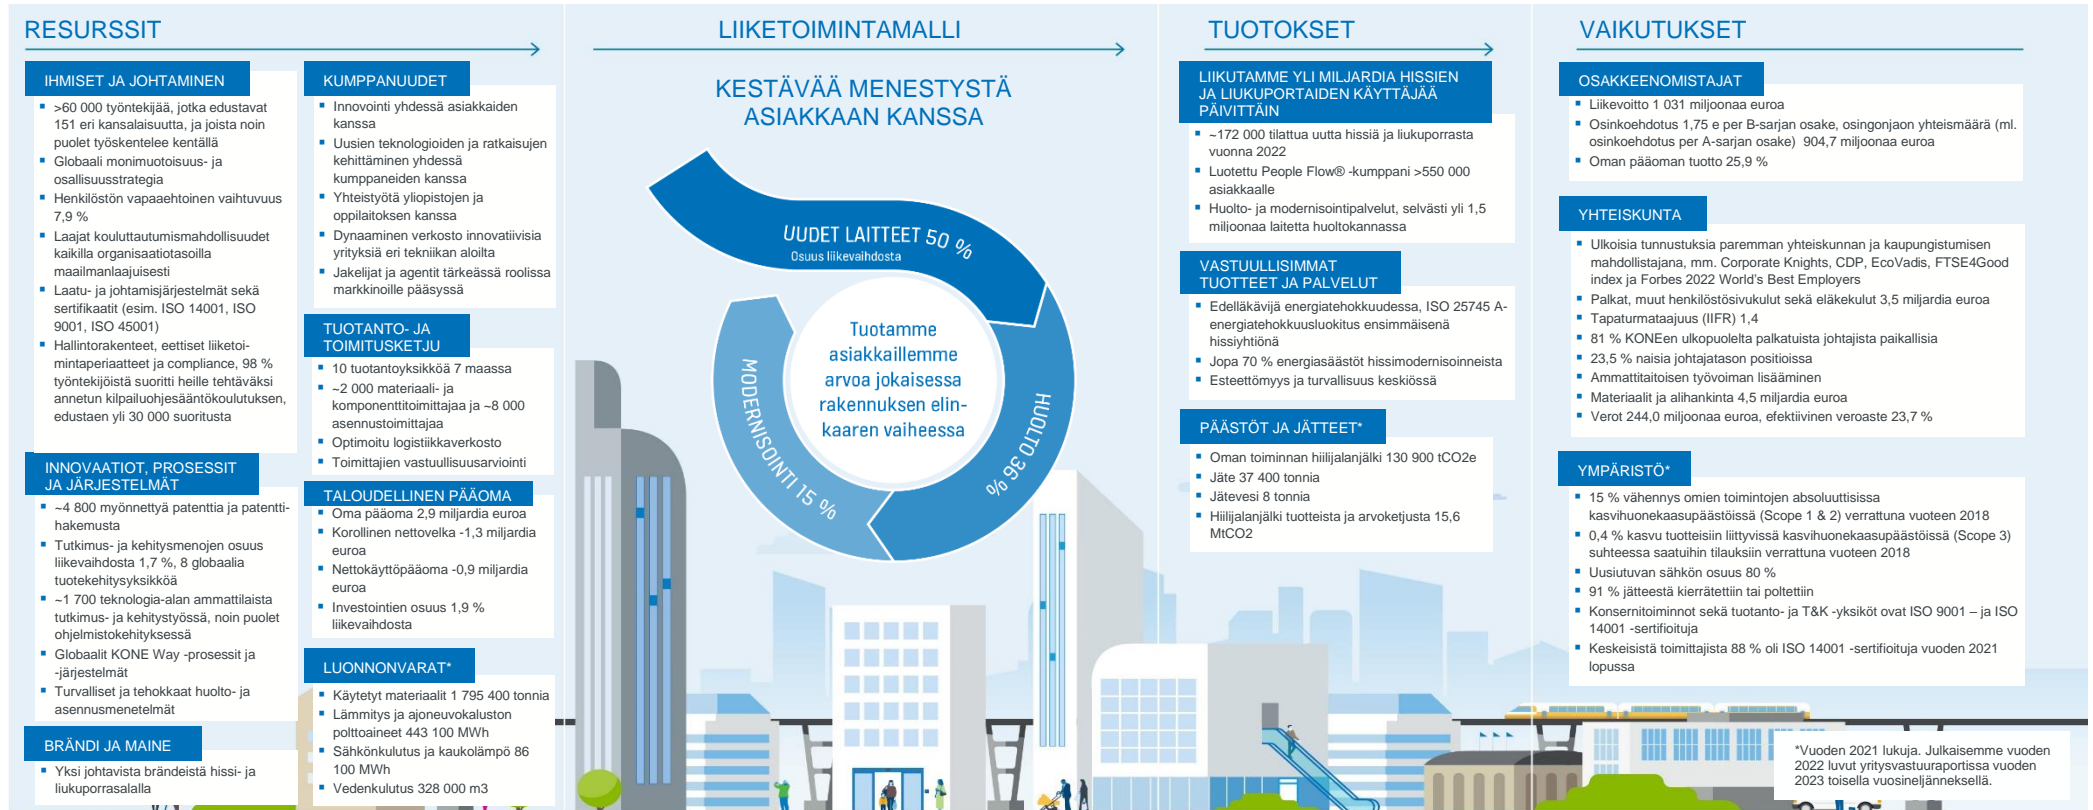 RESURSSIT
IHMISET JA JOHTAMINEN
>60 000 työntekijää, jotka edustavat
151 eri kansalaisuutta, ja joista noin
puolet työskentelee kentällä
Globaali monimuotoisuus- ja
osallisuusstrategia
Henkilöstön vapaaehtoinen vaihtuvuus
7,9 %
Laajat kouluttautumismahdollisuudet
kaikilla organisaatiotasoilla
maailmanlaajuisesti
Laatu- ja johtamisjärjestelmät sekä
sertifikaatit (esim. ISO 14001, ISO
9001, ISO 45001)
Hallintorakenteet, eettiset liiketoi-
mintaperiaatteet ja compliance, 98 %
työntekijöistä suoritti heille tehtäväksi
annetun kilpailuohjesääntökoulutuksen,
edustaen yli 30 000 suoritusta
INNOVAATIOT, PROSESSIT
JA JÄRJESTELMÄT
~4 800 myönnettyä patenttia ja patentti-
hakemusta
Tutkimus- ja kehitysmenojen osuus
liikevaihdosta 1,7 %, 8 globaalia
tuotekehitysyksikköä
~1 700 teknologia-alan ammattilaista
tutkimus- ja kehitystyössä, noin puolet
ohjelmistokehityksessä
Globaalit KONE Way -prosessit ja
-järjestelmät
Turvalliset ja tehokkaat huolto- ja
asennusmenetelmät
BRÄNDI JA MAINE
Yksi johtavista brändeistä hissi- ja
liukuporrasalalla
KUMPPANUUDET
Innovointi yhdessä asiakkaiden
kanssa
Uusien teknologioiden ja ratkaisujen
kehittäminen yhdessä
kumppaneiden kanssa
Yhteistyötä yliopistojen ja
oppilaitoksen kanssa
Dynaaminen verkosto innovatiivisia
yrityksiä eri tekniikan aloilta
Jakelijat ja agentit tärkeässä roolissa
markkinoille pääsyssä
TUOTANTO- JA
TOIMITUSKETJU
10 tuotantoyksikköä 7 maassa
~2 000 materiaali- ja
komponenttitoimittajaa ja ~8 000
asennustoimittajaa
Optimoitu logistiikkaverkosto
Toimittajien vastuullisuusarviointi
TALOUDELLINEN PÄÄOMA
Oma pääoma 2,9 miljardia euroa
Korollinen nettovelka -1,3 miljardia
euroa
Nettokäyttöpääoma -0,9 miljardia
euroa
Investointien osuus 1,9 %
liikevaihdosta
LUONNONVARAT*
Käytetyt materiaalit 1 795 400 tonnia
Lämmitys ja ajoneuvokaluston
polttoaineet 443 100 MWh
Sähkönkulutus ja kaukolämpö 86
100 MWh
Vedenkulutus 328 000 m3
LIIKETOIMINTAMALLI
KESTÄVÄÄ MENESTYSTÄ
ASIAKKAAN KANSSA
UUDET LAITTEET 50 %
Osuus liikevaihdosta
HUOLTO 36 %
MODERNISOINTI 15 %
Tuotamme
asiakkaillemme
arvoa jokaisessa
rakennuksen elin-
kaaren vaiheessa
TUOTOKSET
LIIKUTAMME YLI MILJARDIA HISSIEN
JA LIUKUPORTAIDEN KÄYTTÄJÄÄ
PÄIVITTÄIN
~172 000 tilattua uutta hissiä ja liukuporrasta
vuonna 2022
Luotettu People Flow® -kumppani >550 000
asiakkaalle
Huolto- ja modernisointipalvelut, selvästi yli 1,5
miljoonaa laitetta huoltokannassa
VASTUULLISIMMAT
TUOTTEET JA PALVELUT
Edelläkävijä energiatehokkuudessa, ISO 25745 A-
energiatehokkuusluokitus ensimmäisenä
hissiyhtiönä
Jopa 70 % energiasäästöt hissimodernisoinneista
Esteettömyys ja turvallisuus keskiössä
PÄÄSTÖT JA JÄTTEET*
Oman toiminnan hiilijalanjälki 130 900 tCO2e
Jäte 37 400 tonnia
Jätevesi 8 tonnia
Hiilijalanjälki tuotteista ja arvoketjusta 15,6
MtCO2
VAIKUTUKSET
OSAKKEENOMISTAJAT
Liikevoitto 1 031 miljoonaa euroa
Osinkoehdotus 1,75 e per B-sarjan osake, osingonjaon yhteismäärä (ml.
osinkoehdotus per A-sarjan osake) 904,7 miljoonaa euroa
Oman pääoman tuotto 25,9 %
YHTEISKUNTA
Ulkoisia tunnustuksia paremman yhteiskunnan ja kaupungistumisen
mahdollistajana, mm. Corporate Knights, CDP, EcoVadis, FTSE4Good
index ja Forbes 2022 World's Best Employers
Palkat, muut henkilöstösivukulut sekä eläkekulut 3,5 miljardia euroa
Tapaturmataajuus (IIFR) 1,4
81 % KONEen ulkopuolelta palkatuista johtajista paikallisia
23,5 % naisia johtajatason positioissa
Ammattitaitoisen työvoiman lisääminen
Materiaalit ja alihankinta 4,5 miljardia euroa
Verot 244,0 miljoonaa euroa, efektiivinen veroaste 23,7 %
YMPÄRISTÖ*
15 % vähennys omien toimintojen absoluuttisissa
kasvihuonekaasupäästöissä (Scope 1 & 2) verrattuna vuoteen 2018
0,4 % kasvu tuotteisiin liittyvissä kasvihuonekaasupäästöissä (Scope 3)
suhteessa saatuihin tilauksiin verrattuna vuoteen 2018
Uusiutuvan sähkön osuus 80 %
91 % jätteestä kierrätettiin tai poltettiin
Konsernitoiminnot sekä tuotanto- ja T&K -yksiköt ovat ISO 9001 – ja ISO
14001 -sertifioituja
Keskeisistä toimittajista 88 % oli ISO 14001 -sertifioituja vuoden 2021
lopussa
*Vuoden 2021 lukuja. Julkaisemme vuoden
2022 luvut yritysvastuuraportissa vuoden
2023 toisella vuosineljänneksellä.